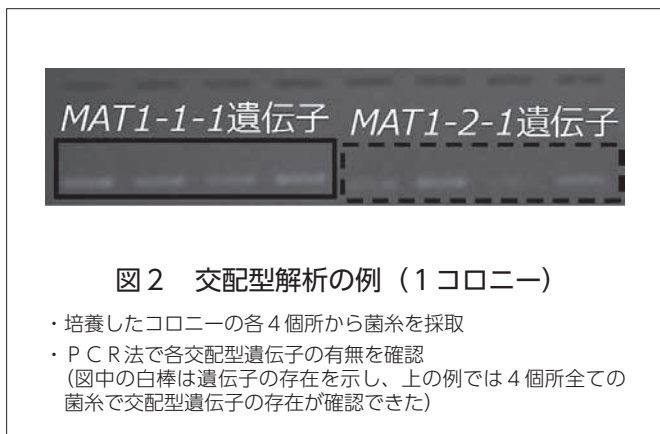 MAT1-1-1遺伝子 MAT1-2-1遺伝子
図2 交配型解析の例(1コロニー)
・培養したコロニーの各4個所から菌糸を採取
・PCR法で各交配型遺伝子の有無を確認
(図中の白棒は遺伝子の存在を示し、上の例では4個所全ての
菌糸で交配型遺伝子の存在が確認できた)